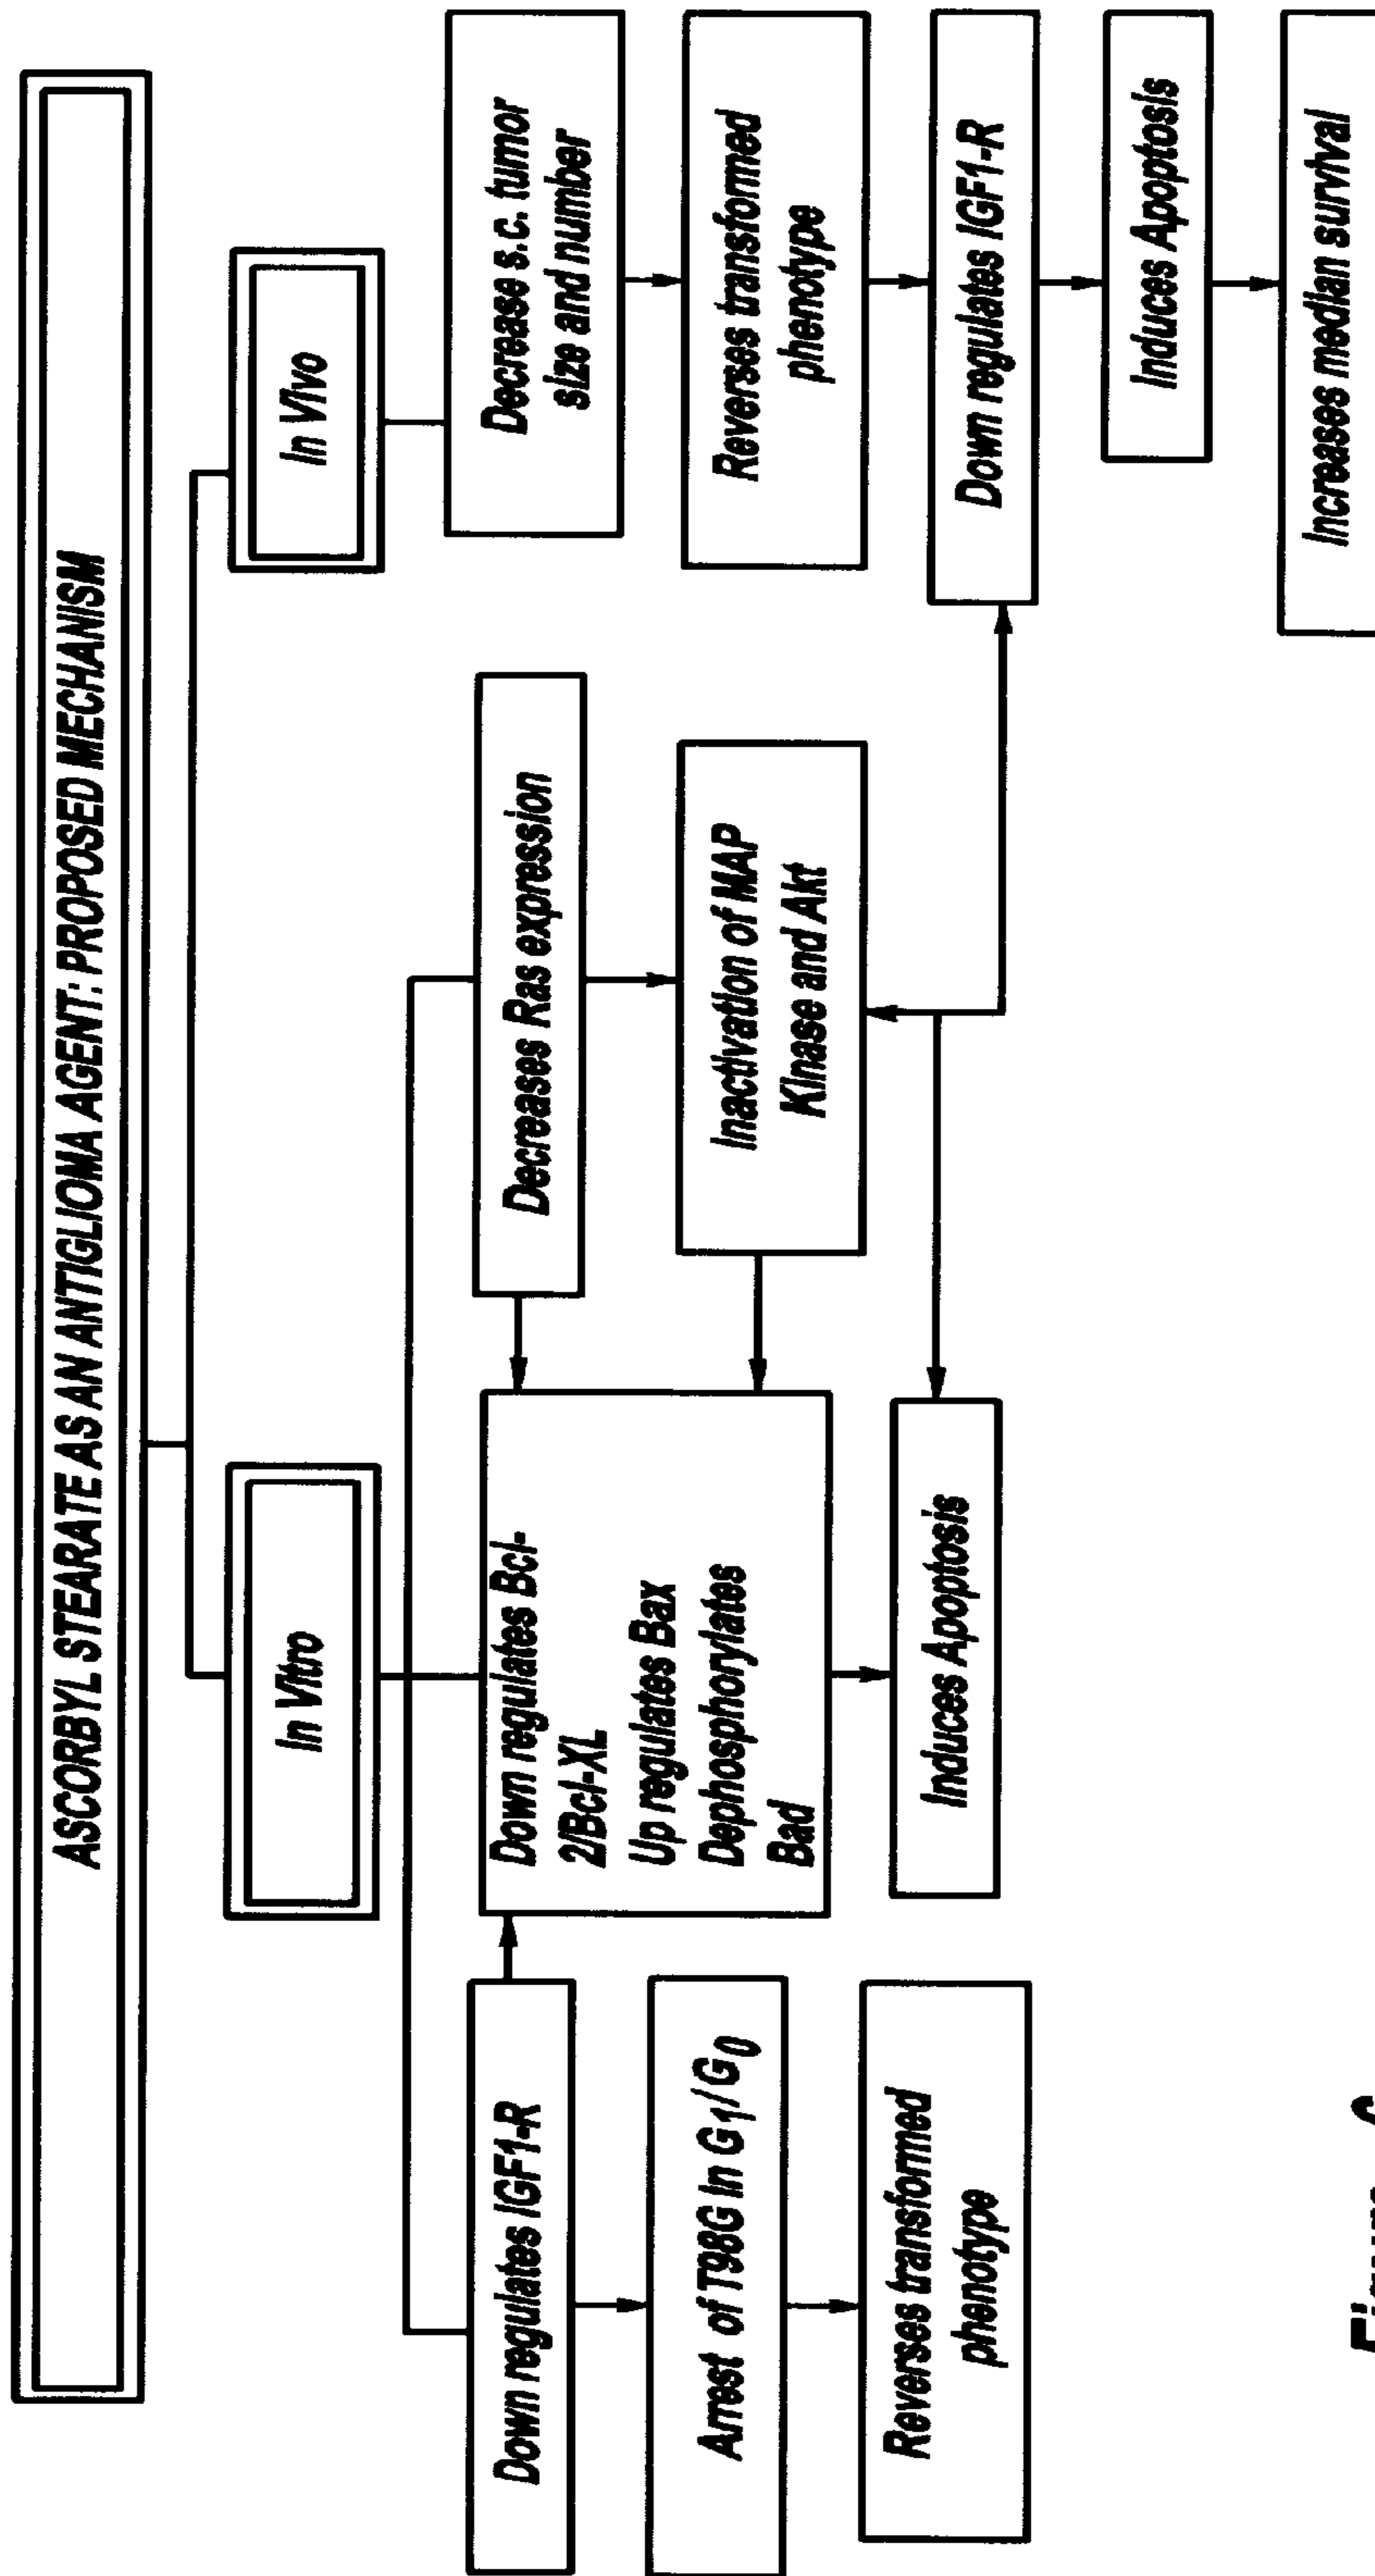 ASCORBYL STEARATE AS AN ANTIGLIOMA AGENT: PROPOSED MECHANISM
In Vitro
In Vivo
Down regulates IGF1-R
Arrest of T98G in G1/G0
Reverses transformed
phenotype
Down regulates Bcl-
2/Bcl-XL
Up regulates Bax
Dephosphorylates
Bad
Induces Apoptosis
Decreases Ras expression
Inactivation of MAP
Kinase and Akt
Decrease s.c. tumor
size and number
Reverses transformed
phenotype
Down regulates IGF1-R
Induces Apoptosis
Increases median survival